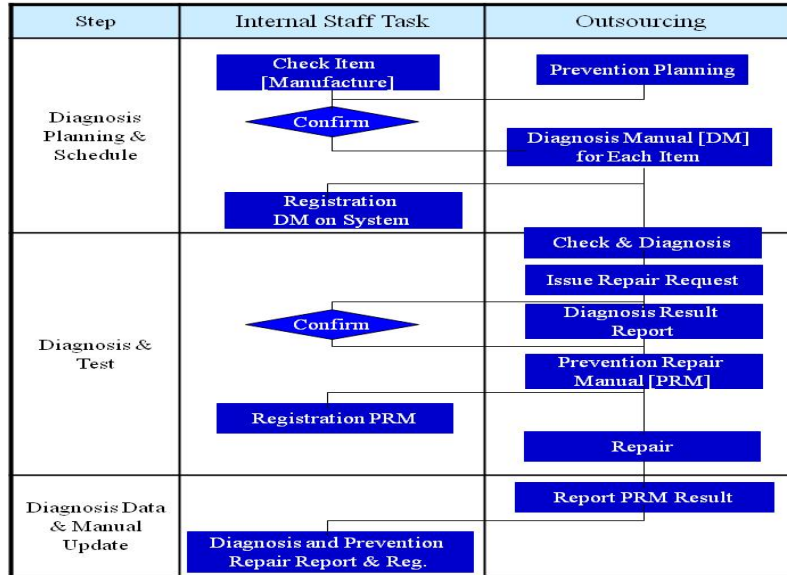 Step
Internal Staff Task
Outsourcing
Diagnosis
Planning &
Schedule
Check Item
[Manufacture]
Prevention Planning
Confirm
Diagnosis Manual [DM]
for Each Item
Registration
DM on System
Diagnosis &
Test
Check & Diagnosis
Issue Repair Request
Confirm
Diagnosis Result
Report
Prevention Repair
Manual [PRM]
Registration PRM
Repair
Diagnosis Data
& Manual
Update
Report PRM Result
Diagnosis and Prevention
Repair Report & Reg.